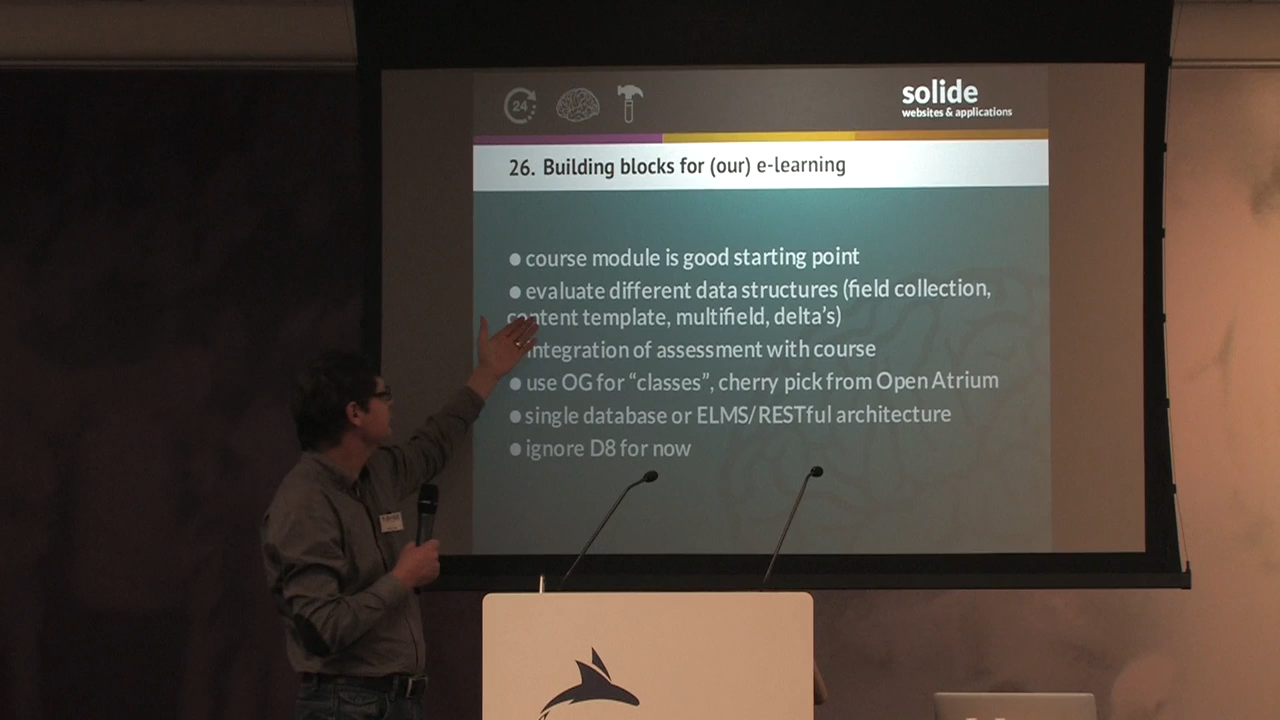 24
solide
websites & applications
26. Building blocks for (our) e-learning
● course module is good starting point
● evaluate different data structures (field collection,
content template, multifield, delta's)
integration of assessment with course
● use OG for “classes”, cherry pick from Open Atrium
● single database or ELMS/RESTful architecture
● ignore D8 for now